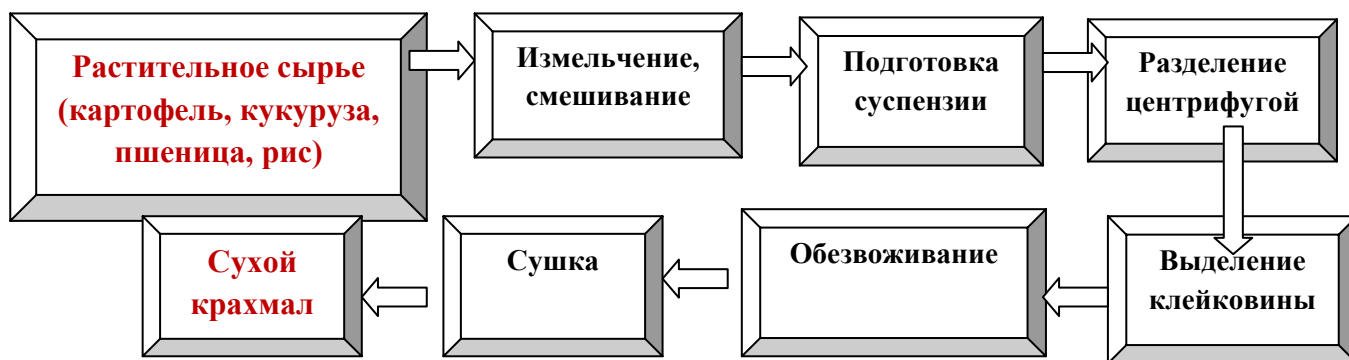 Растительное сырье
(картофель, кукуруза,
пшеница, рис)
Измельчение,
смешивание
Подготовка
суспензии
Разделение
центрифугой
Выделение
клейковины
Обезвоживание
Сушка
Сухой
крахмал